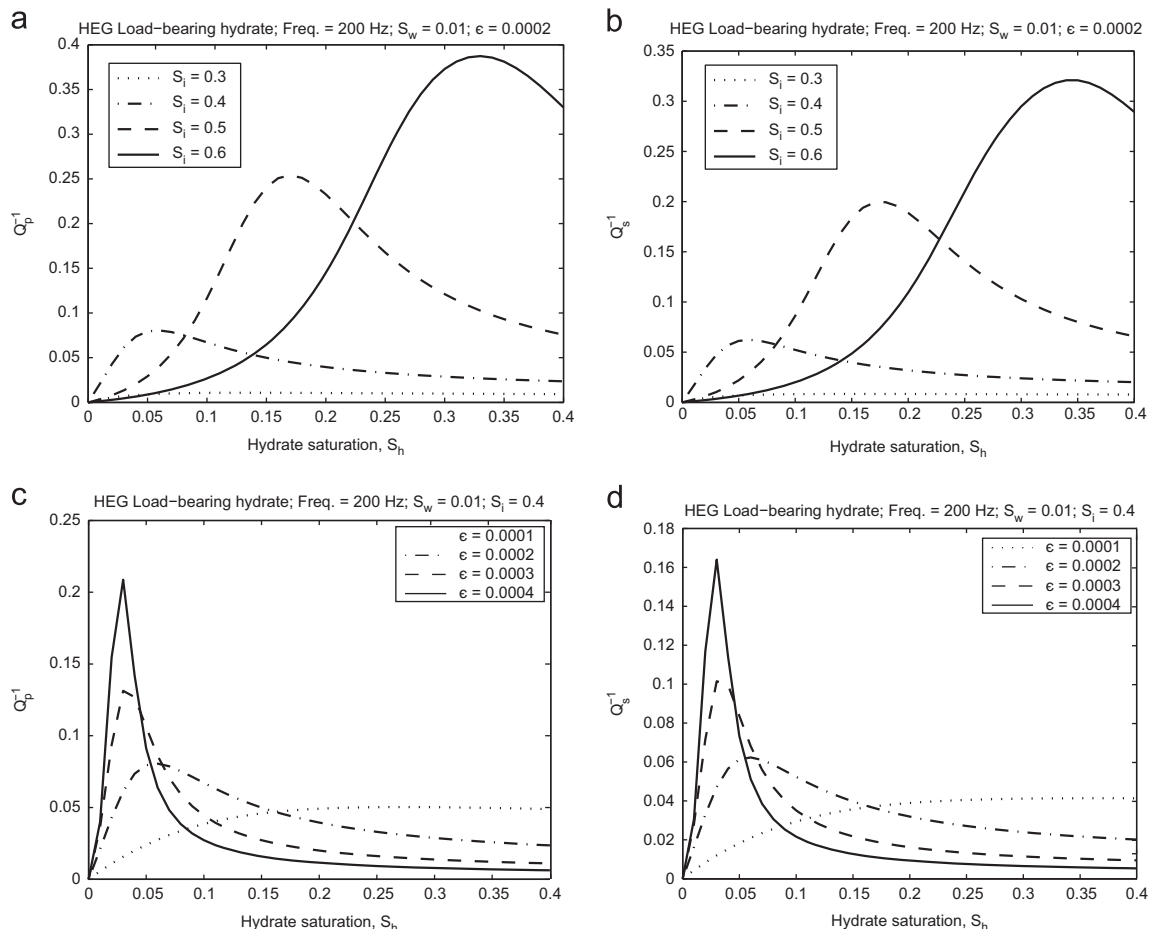 a
HEG Load−bearing hydrate; Freq. = 200 Hz; S_w = 0.01; ϵ = 0.0002
0.4
0.35
0.3
0.25
0.2
0.15
0.1
0.05
0
S_i = 0.3
S_i = 0.4
S_i = 0.5
S_i = 0.6
Q_p^−1
0 0.05 0.1 0.15 0.2 0.25 0.3 0.35 0.4
Hydrate saturation, S_h
b
HEG Load−bearing hydrate; Freq. = 200 Hz; S_w = 0.01; ϵ = 0.0002
0.35
0.3
0.25
0.2
0.15
0.1
0.05
0
S_i = 0.3
S_i = 0.4
S_i = 0.5
S_i = 0.6
Q_s^−1
0 0.05 0.1 0.15 0.2 0.25 0.3 0.35 0.4
Hydrate saturation, S_h
c
HEG Load−bearing hydrate; Freq. = 200 Hz; S_w = 0.01; S_i = 0.4
0.25
0.2
0.15
0.1
0.05
0
ϵ = 0.0001
ϵ = 0.0002
ϵ = 0.0003
ϵ = 0.0004
Q_p^−1
0 0.05 0.1 0.15 0.2 0.25 0.3 0.35 0.4
Hydrate saturation, S_h
d
HEG Load−bearing hydrate; Freq. = 200 Hz; S_w = 0.01; S_i = 0.4
0.18
0.16
0.14
0.12
0.1
0.08
0.06
0.04
0.02
0
ϵ = 0.0001
ϵ = 0.0002
ϵ = 0.0003
ϵ = 0.0004
Q_s^−1
0 0.05 0.1 0.15 0.2 0.25 0.3 0.35 0.4
Hydrate saturation, S_h